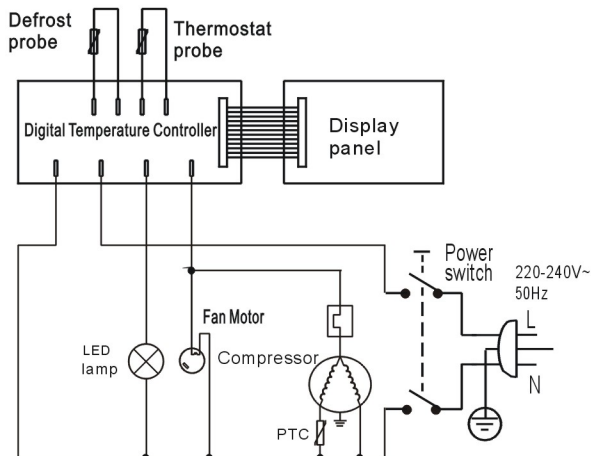 Defrost
probe
Thermostat
probe
Digital Temperature Controller
Display
panel
Power
switch
220-240V~
50Hz
L
N
Fan Motor
LED
lamp
Compressor
PTC